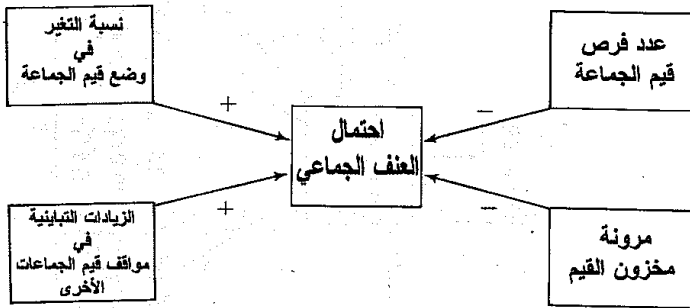 عدد فرص
قيم الجماعة
نسبة التغير
في
وضع قيم الجماعة
+
−
احتمال
العنف الجماعي
+
−
مرونة
مخزون القيم
الزيادات التباينية
في
مواقف قيم الجماعات
الأخرى